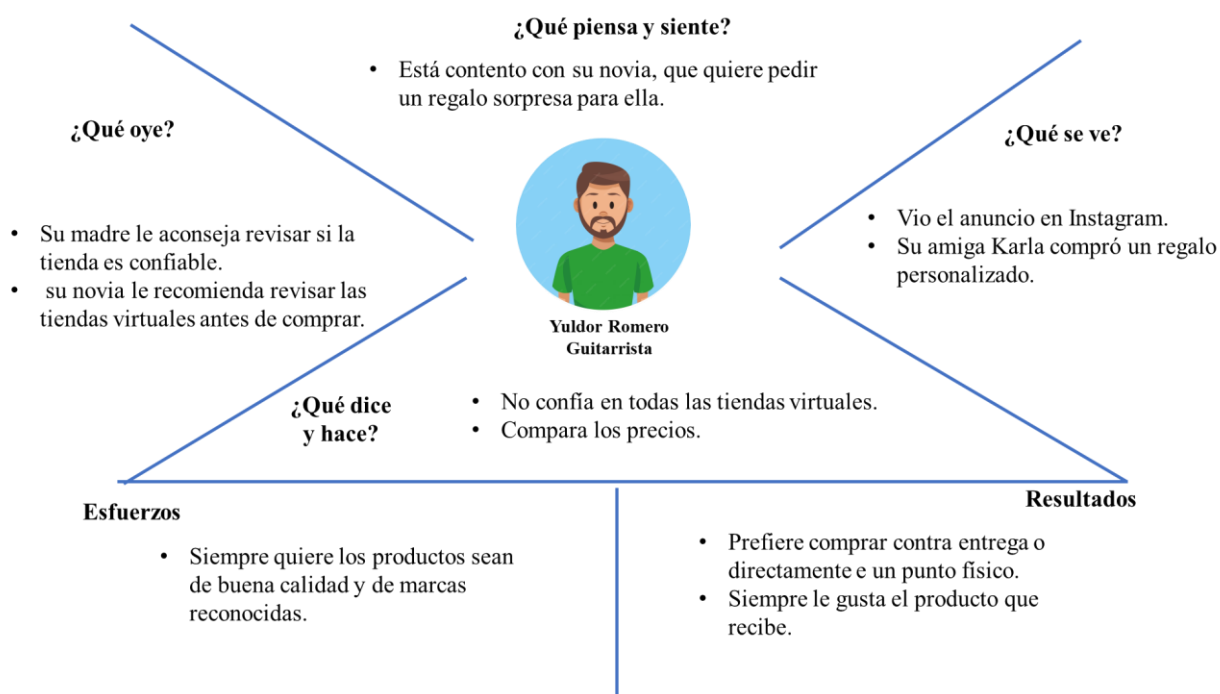 ¿Qué piensa y siente?
• Está contento con su novia, que quiere pedir
un regalo sorpresa para ella.
¿Qué oye?
• Su madre le aconseja revisar si la
tienda es confiable.
• su novia le recomienda revisar las
tiendas virtuales antes de comprar.
¿Qué se ve?
• Vio el anuncio en Instagram.
• Su amiga Karla compró un regalo
personalizado.
Yuldor Romero
Guitarrista
¿Qué dice
y hace?
• No confía en todas las tiendas virtuales.
• Compara los precios.
Esfuerzos
• Siempre quiere los productos sean
de buena calidad y de marcas
reconocidas.
Resultados
• Prefiere comprar contra entrega o
directamente e un punto físico.
• Siempre le gusta el producto que
recibe.